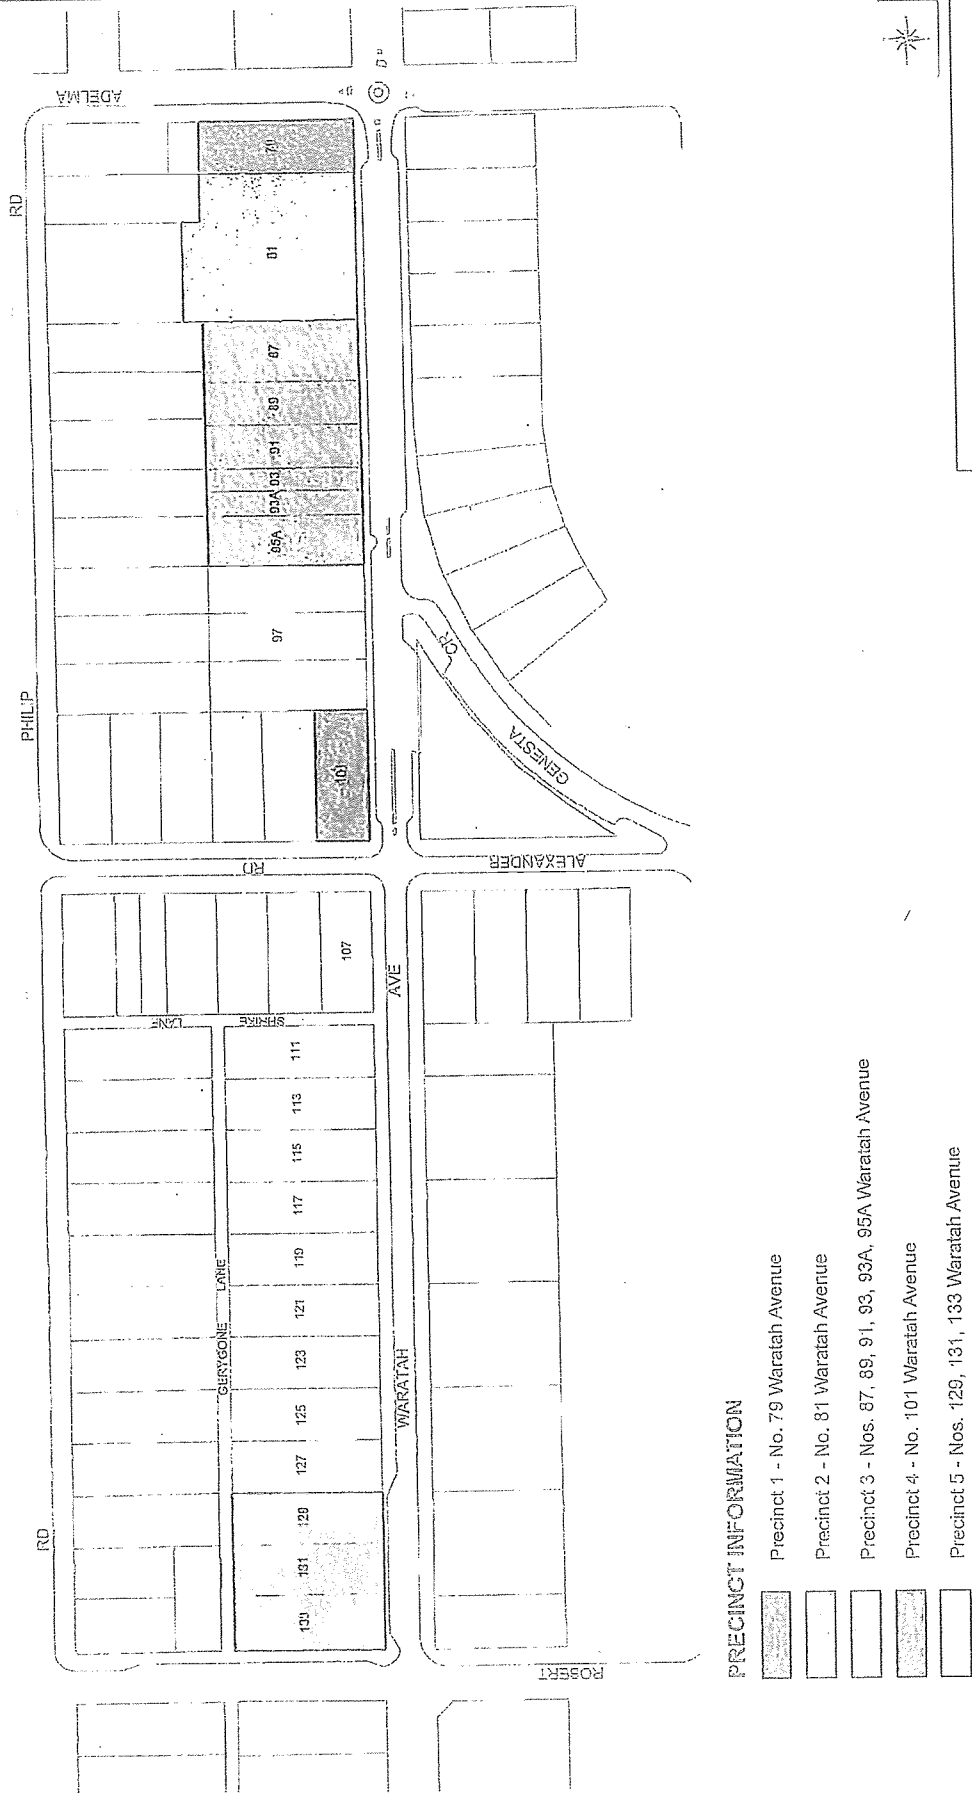 PHILIP
RD
RD
RD
ADELMA
133
131
129
127
125
123
121
119
117
115
113
111
107
101
97
95A
93A
93
91
89
87
81
79
GERYGONE LANE
SHRIKE
LANE
WARATAH
AVE
ROBERT
ALEXANDER
GENESTA
CR
PRECINCT INFORMATION
Precinct 1 - No. 79 Waratah Avenue
Precinct 2 - No. 81 Waratah Avenue
Precinct 3 - Nos. 87, 89, 91, 93, 93A, 95A Waratah Avenue
Precinct 4 - No. 101 Waratah Avenue
Precinct 5 - Nos. 129, 131, 133 Waratah Avenue